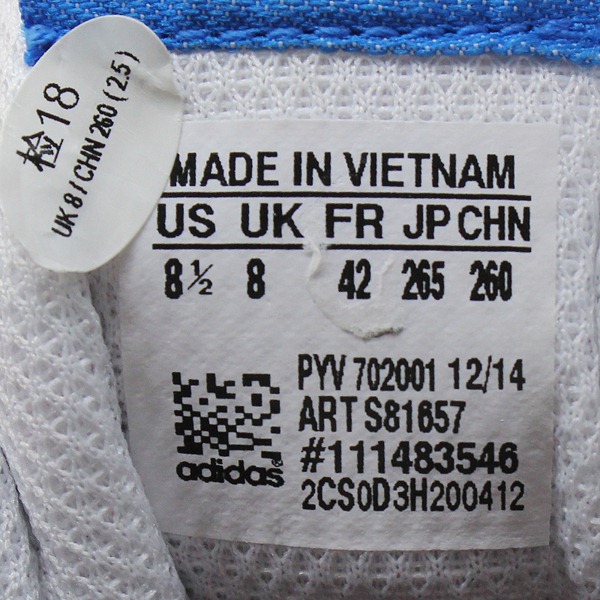 检18
UK 8 / CHN 260 (2.5)
MADE IN VIETNAM
US UK FR JP CHN
8½ 8 42 265 260
PYV 702001 12/14
ART S81657
#111483546
2CS0D3H200412
adidas